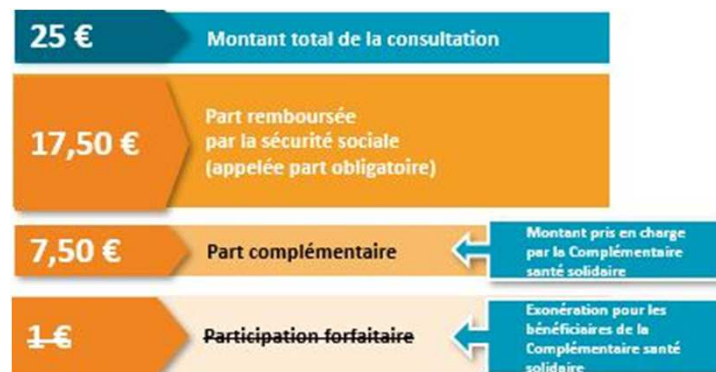 25 €
Montant total de la consultation
17,50 €
Part remboursée
par la sécurité sociale
(appelée part obligatoire)
7,50 €
Part complémentaire
Montant pris en charge
par la Complémentaire
santé solidaire
1 €
Participation forfaitaire
Exonération pour les
bénéficiaires de la
Complémentaire santé
solidaire